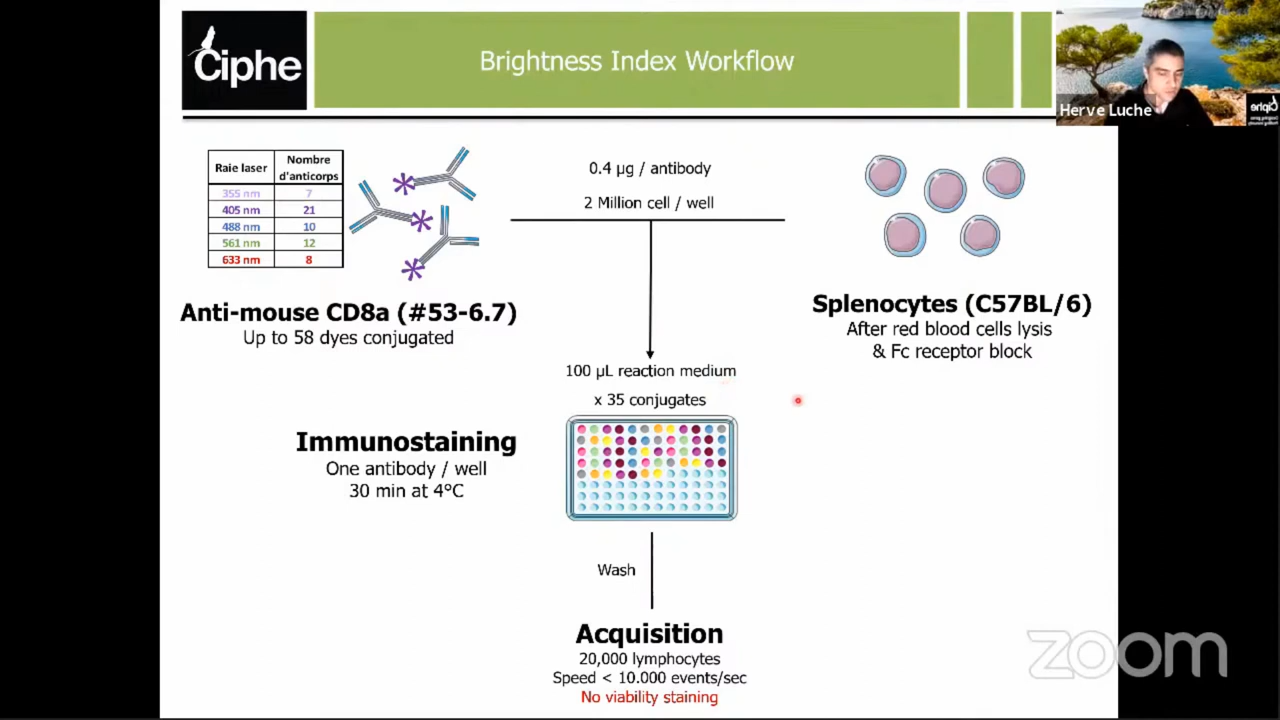 Ciphe
Brightness Index Workflow
Herve Luche
Raie laser Nombre d'anticorps
355 nm 7
405 nm 21
488 nm 10
561 nm 12
633 nm 8
0.4 µg / antibody
2 Million cell / well
Anti-mouse CD8a (#53-6.7)
Up to 58 dyes conjugated
Splenocytes (C57BL/6)
After red blood cells lysis
& Fc receptor block
100 µL reaction medium
x 35 conjugates
Immunostaining
One antibody / well
30 min at 4°C
Wash
Acquisition
20,000 lymphocytes
Speed < 10.000 events/sec
No viability staining
zoom